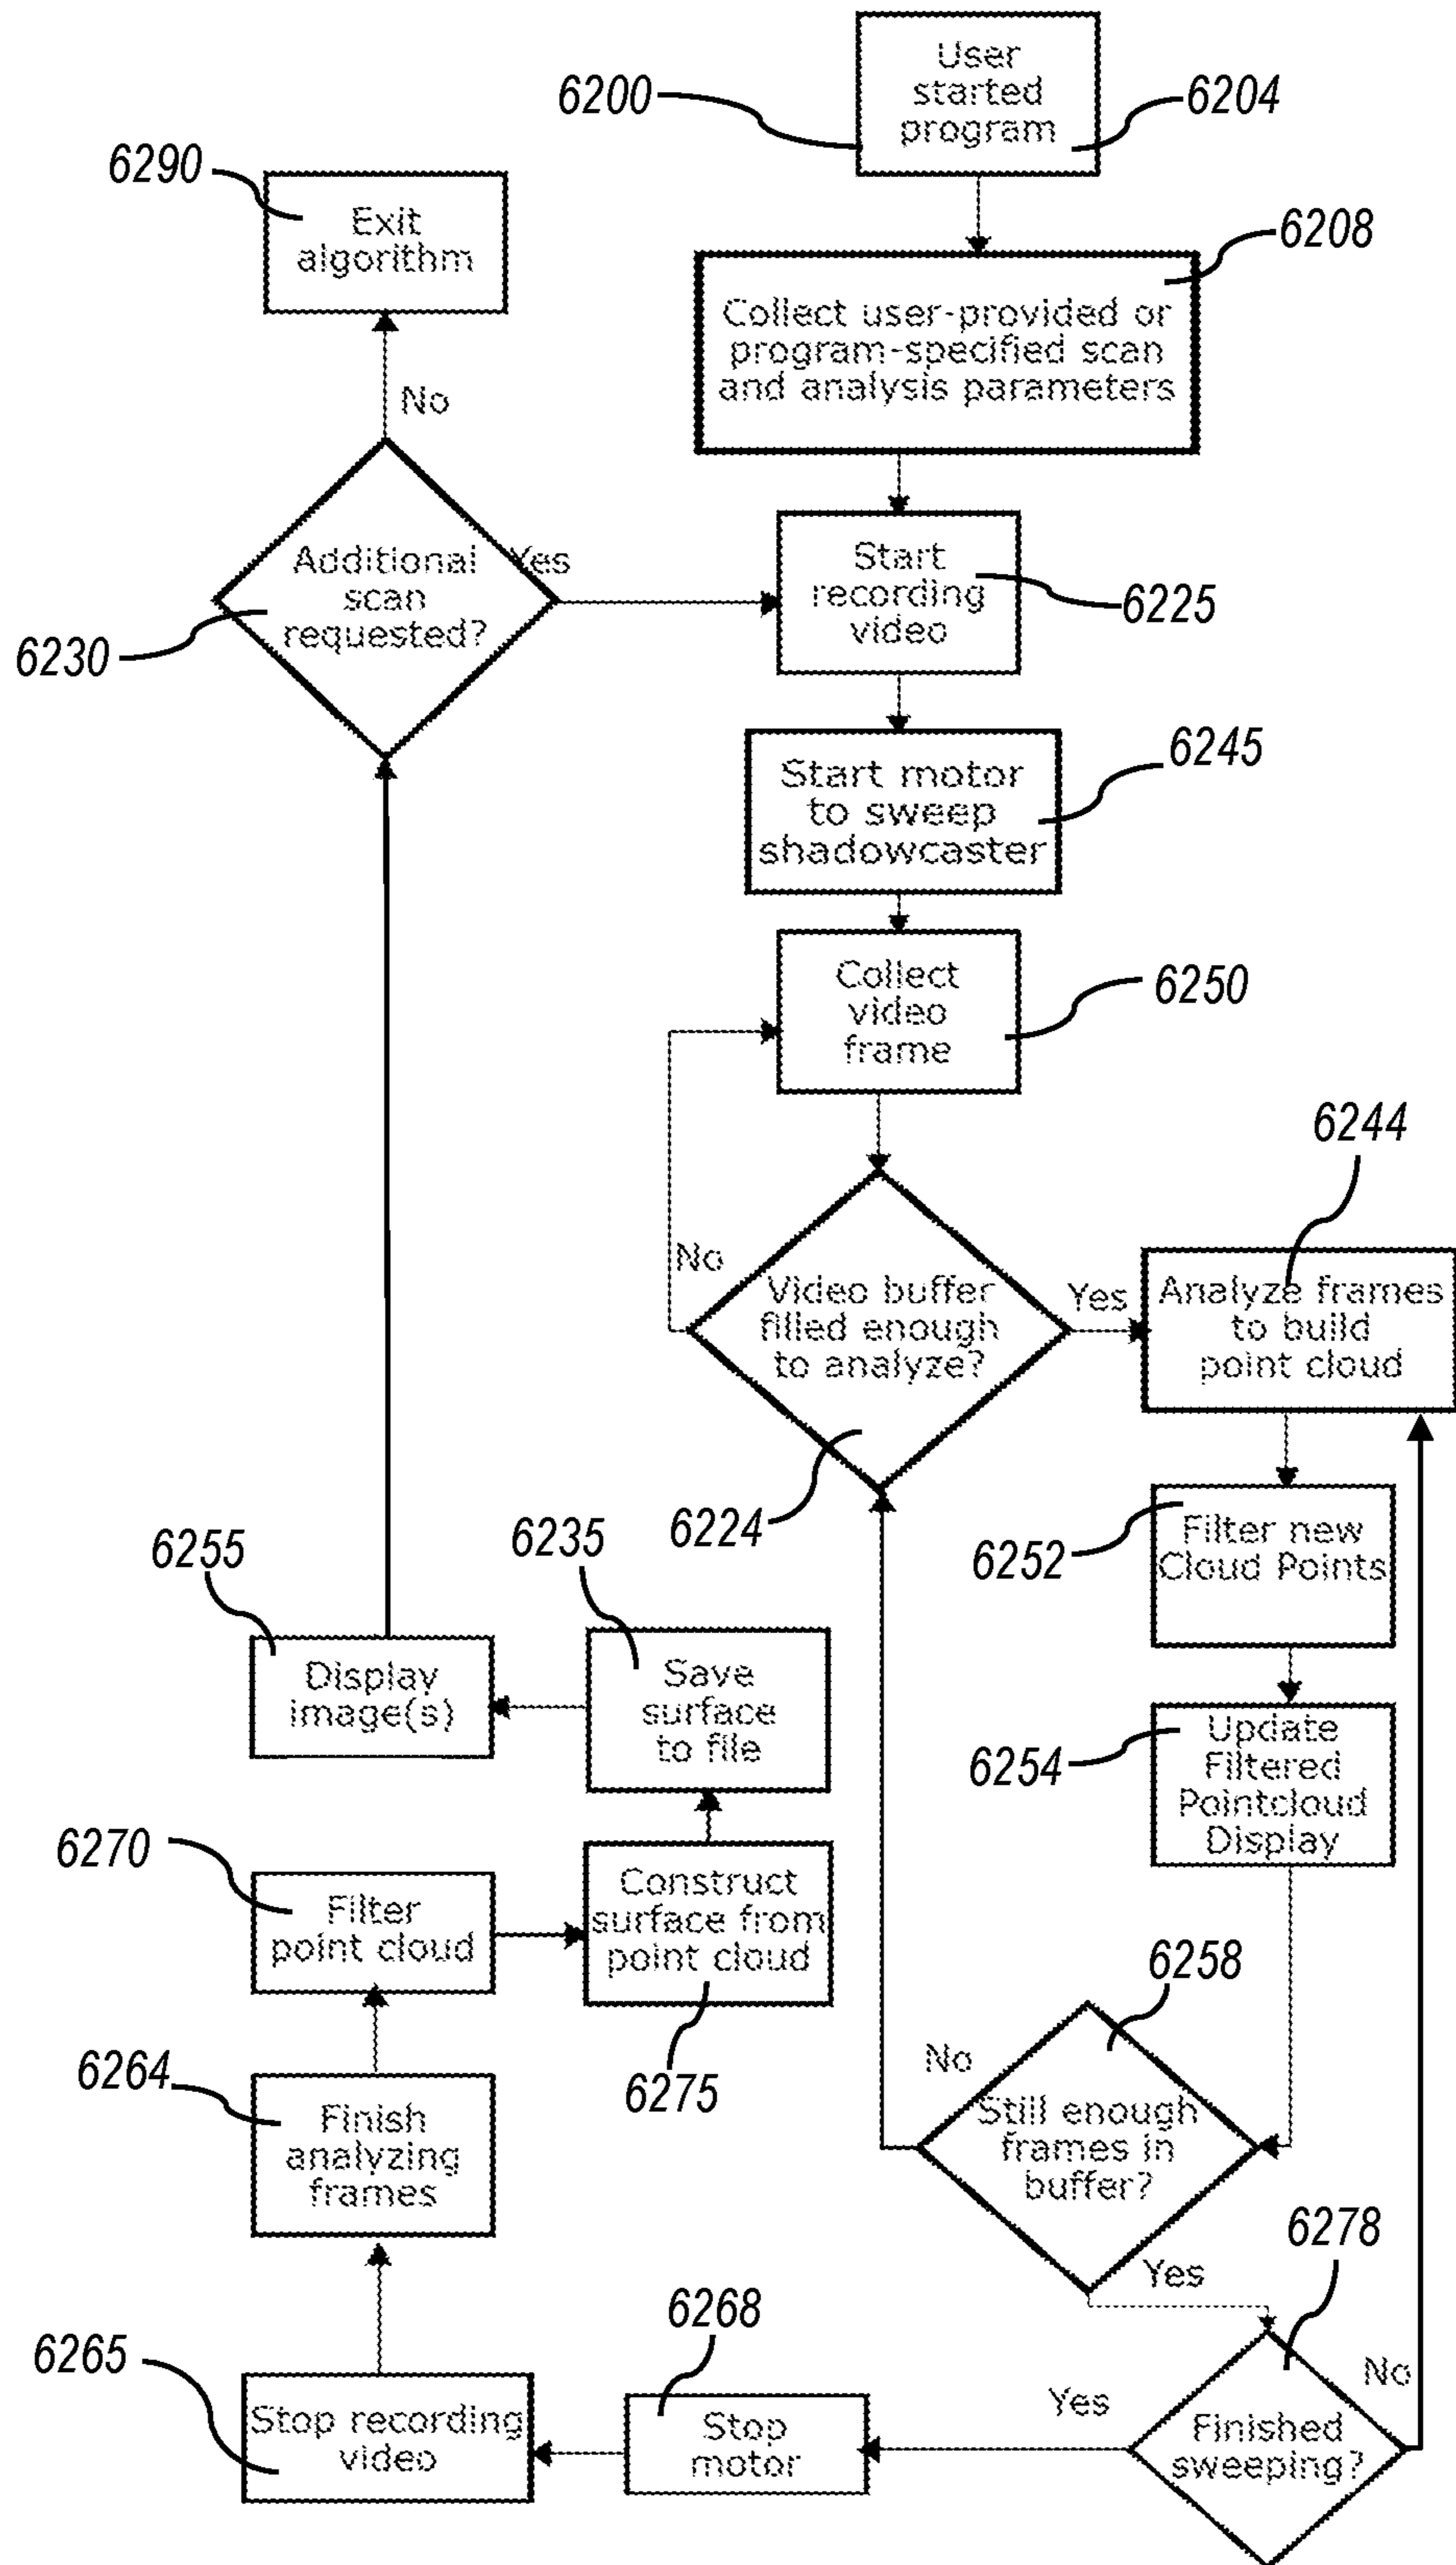 User
started
program
6200
6204
6290
Exit
algorithm
6208
Collect user-provided or
program-specified scan
and analysis parameters
No
Additional
scan
requested?
Yes
6230
Start
recording
video
6225
Start motor
to sweep
shadowcaster
6245
Collect
video
frame
6250
6244
No
Video buffer
filled enough
to analyze?
Yes
Analyze frames
to build
point cloud
6224
6252
Filter new
Cloud Points
6255
6235
Display
image(s)
Save
surface
to file
6254
Update
Filtered
Pointcloud
Display
6270
Filter
point cloud
Construct
surface from
point cloud
6275
6258
No
Still enough
frames in
buffer?
Yes
6264
Finish
analyzing
frames
6278
6268
6265
Stop recording
video
Stop
motor
Yes
Finished
sweeping?
No